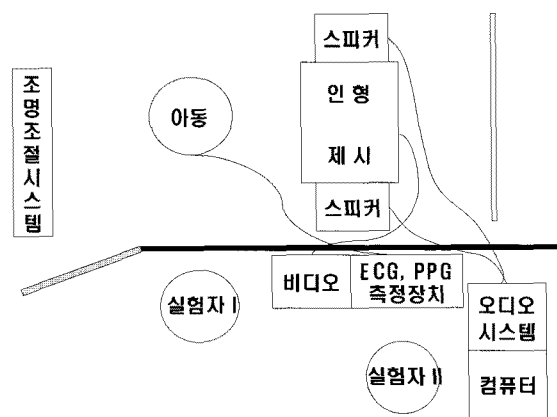 스피커
인 형
제 시
스피커
아동
조명조절시스템
비디오
ECG, PPG
측정장치
실험자 I
오디오
시스템
실험자 II
컴퓨터